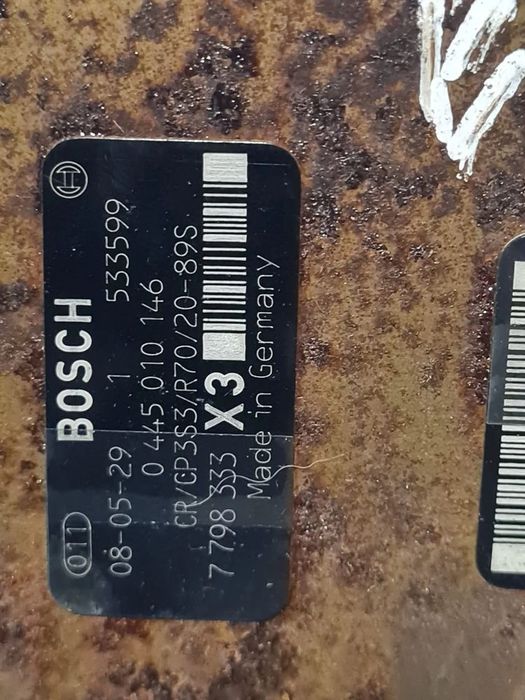 BOSCH
011 08-05-29 1 533599
0 445 010 146
CR/CP3S3/R70/20-89S
7 798 333 X3
Made in Germany